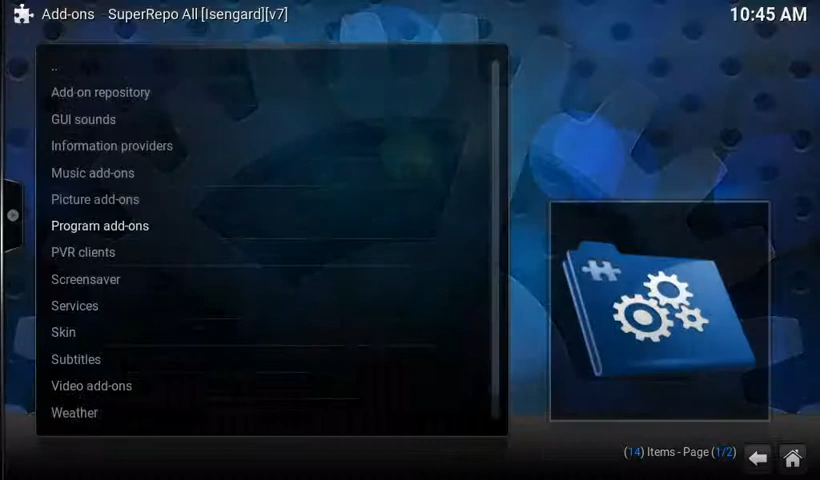 Add-ons SuperRepo All [Isengard][v7]
10:45 AM
..
Add-on repository
GUI sounds
Information providers
Music add-ons
Picture add-ons
Program add-ons
PVR clients
Screensaver
Services
Skin
Subtitles
Video add-ons
Weather
(14) Items - Page (1/2)